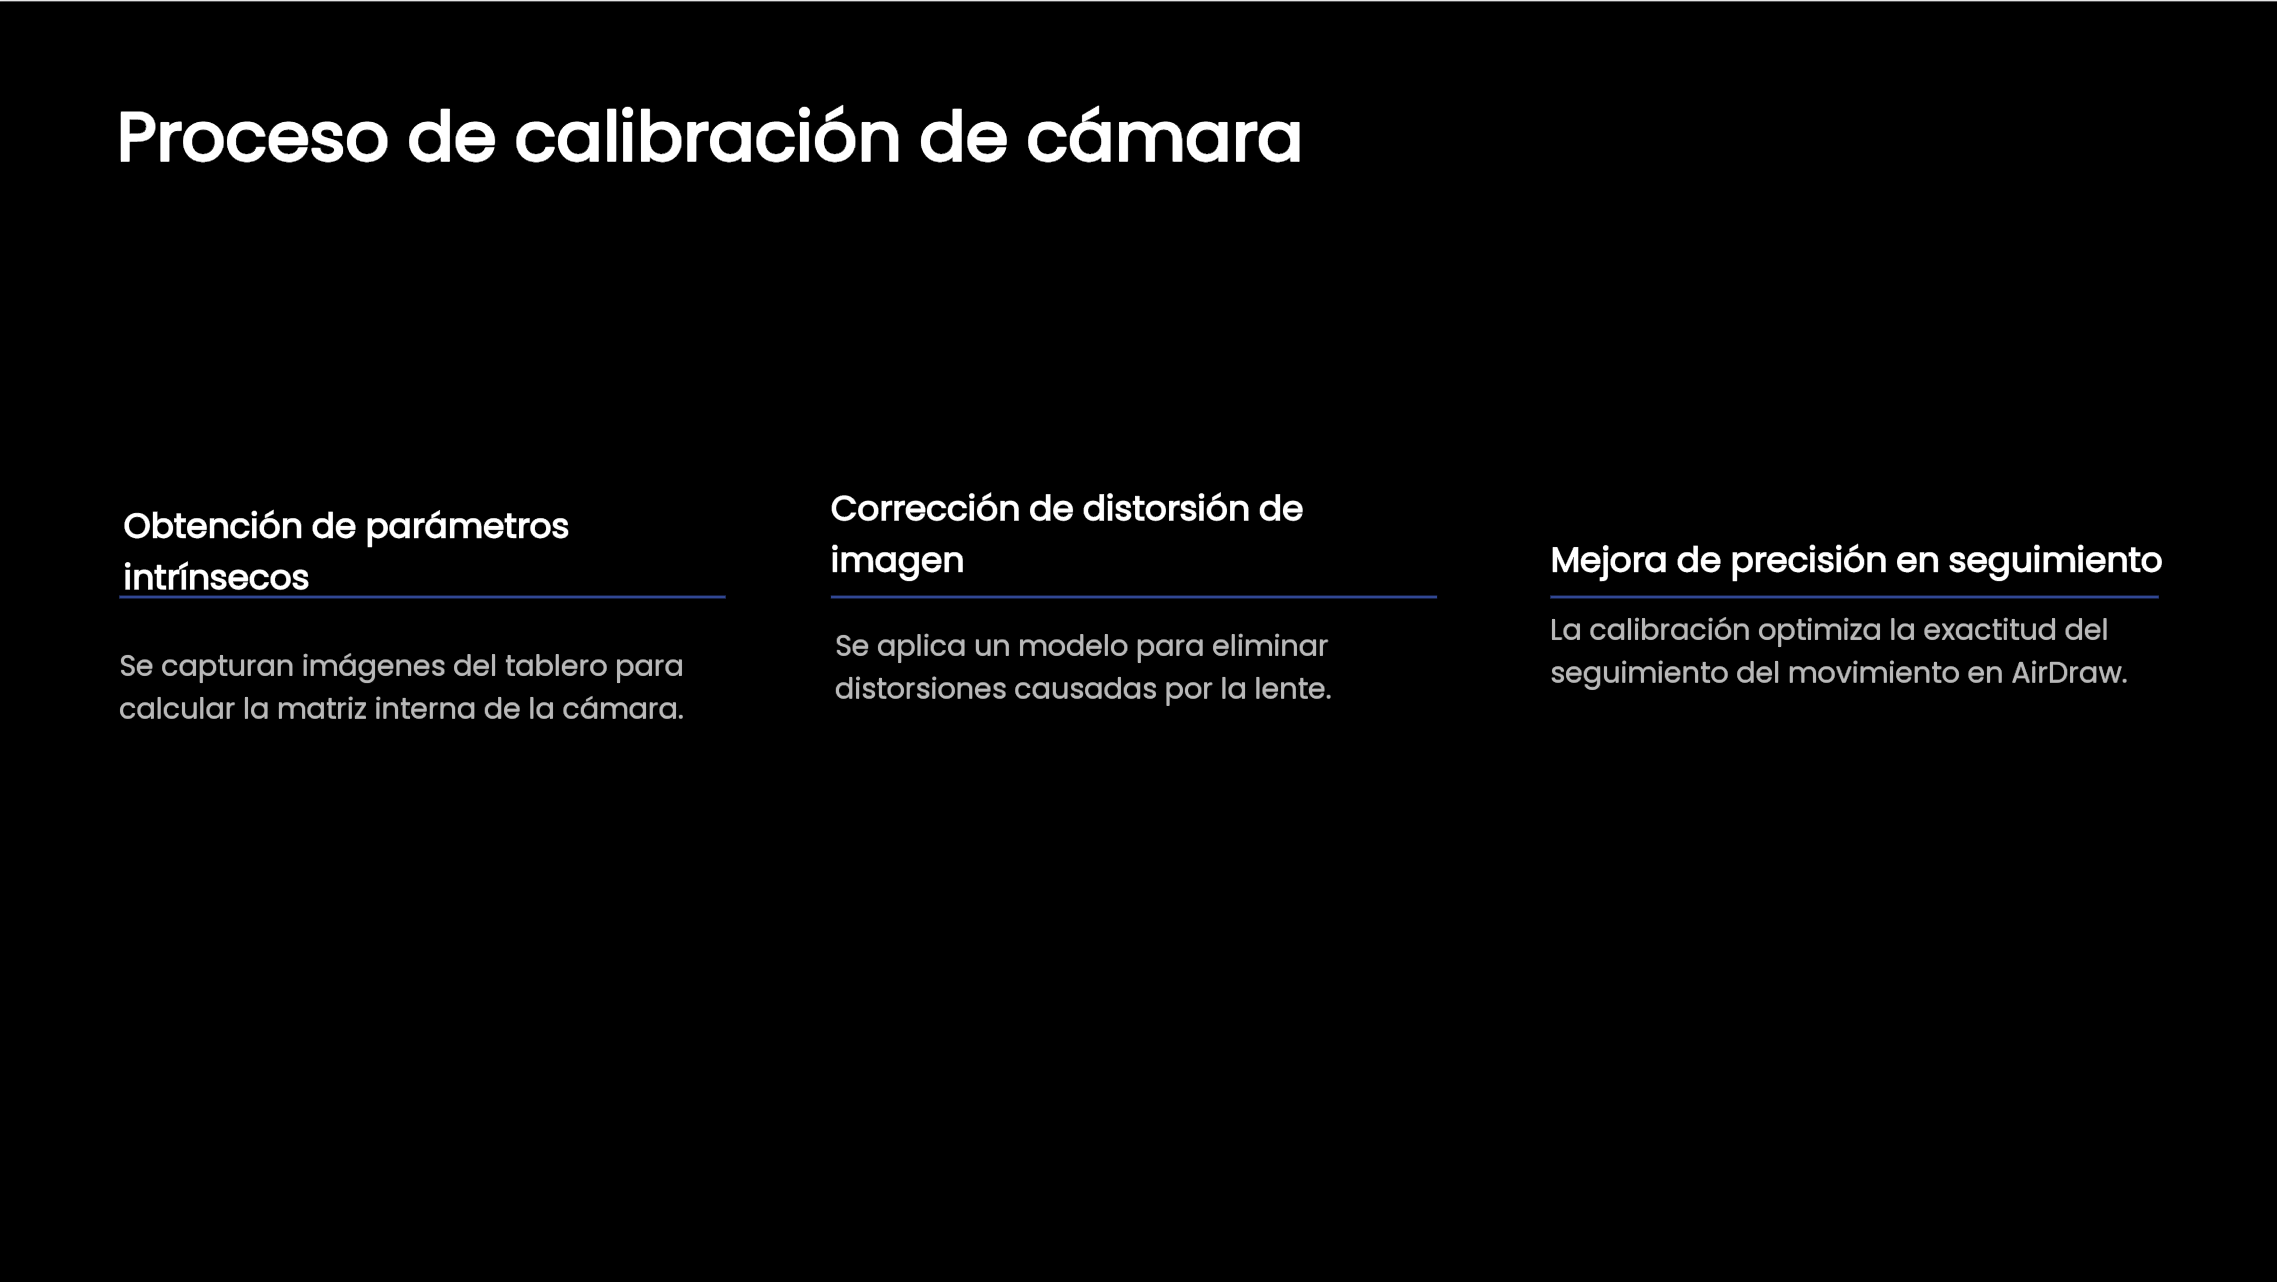 Proceso de calibración de cámara
Obtención de parámetros
intrínsecos
Se capturan imágenes del tablero para
calcular la matriz interna de la cámara.
Corrección de distorsión de
imagen
Se aplica un modelo para eliminar
distorsiones causadas por la lente.
Mejora de precisión en seguimiento
La calibración optimiza la exactitud del
seguimiento del movimiento en AirDraw.